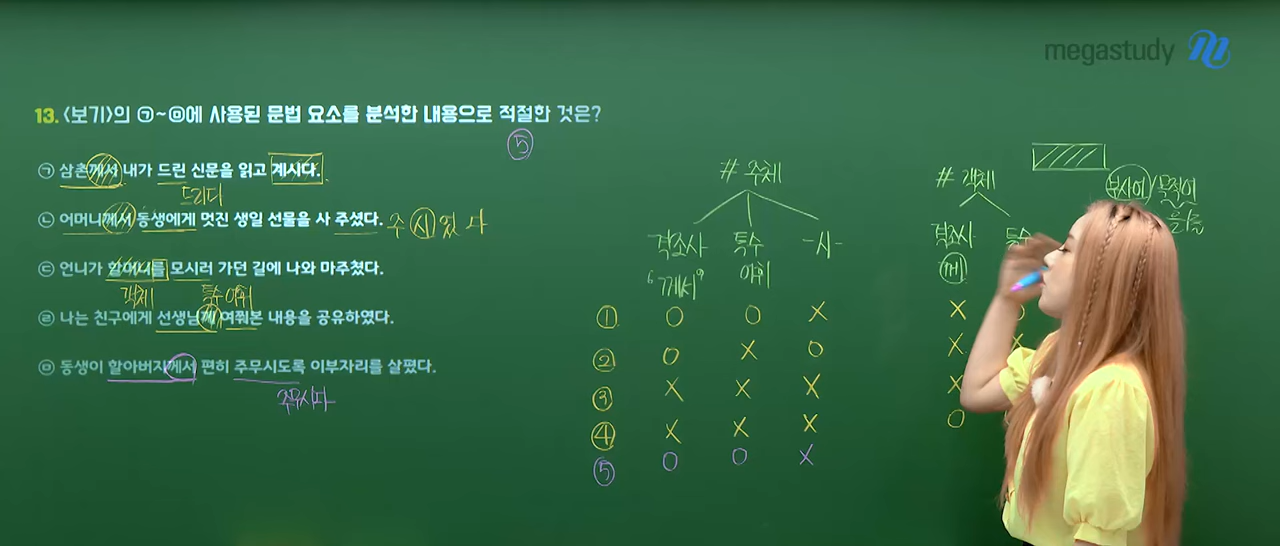 megastudy
13. <보기>의 ㉠~㉤에 사용된 문법 요소를 분석한 내용으로 적절한 것은?
⑤
㉠ 삼촌께서 내가 드린 신문을 읽고 계시다.
드리다
㉡ 어머니께서 동생에게 멋진 생일 선물을 사 주셨다. 주시었다
㉢ 언니가 할머니를 모시러 가던 길에 나와 마주쳤다.
객체 특수 어휘
㉣ 나는 친구에게 선생님께 여쭤본 내용을 공유하였다.
㉤ 동생이 할아버지께서 편히 주무시도록 이부자리를 살폈다.
주무시다
# 주체
격조사 특수 -시-
"께서" 어휘
# 객체
부사어/목적어
을/를
격조사 특수
께
① O O X X
② O X O X
③ X X X X
④ X X X O
⑤ O O X